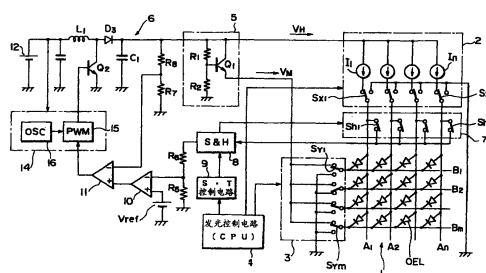 12
L1
D3
6
Q2
C1
R8
R7
5
R1
R2
Q1
VH
VM
I1
In
2
Sx1
S
Sh1
Sh
7
OSC
16
PWM
15
14
11
10
Vref
R6
R5
S & H
8
9
S・T
控制电路
发光控制电路
(CPU)
4
SY1
SYm
3
B1
B2
Bm
A1
A2
An
OEL
1